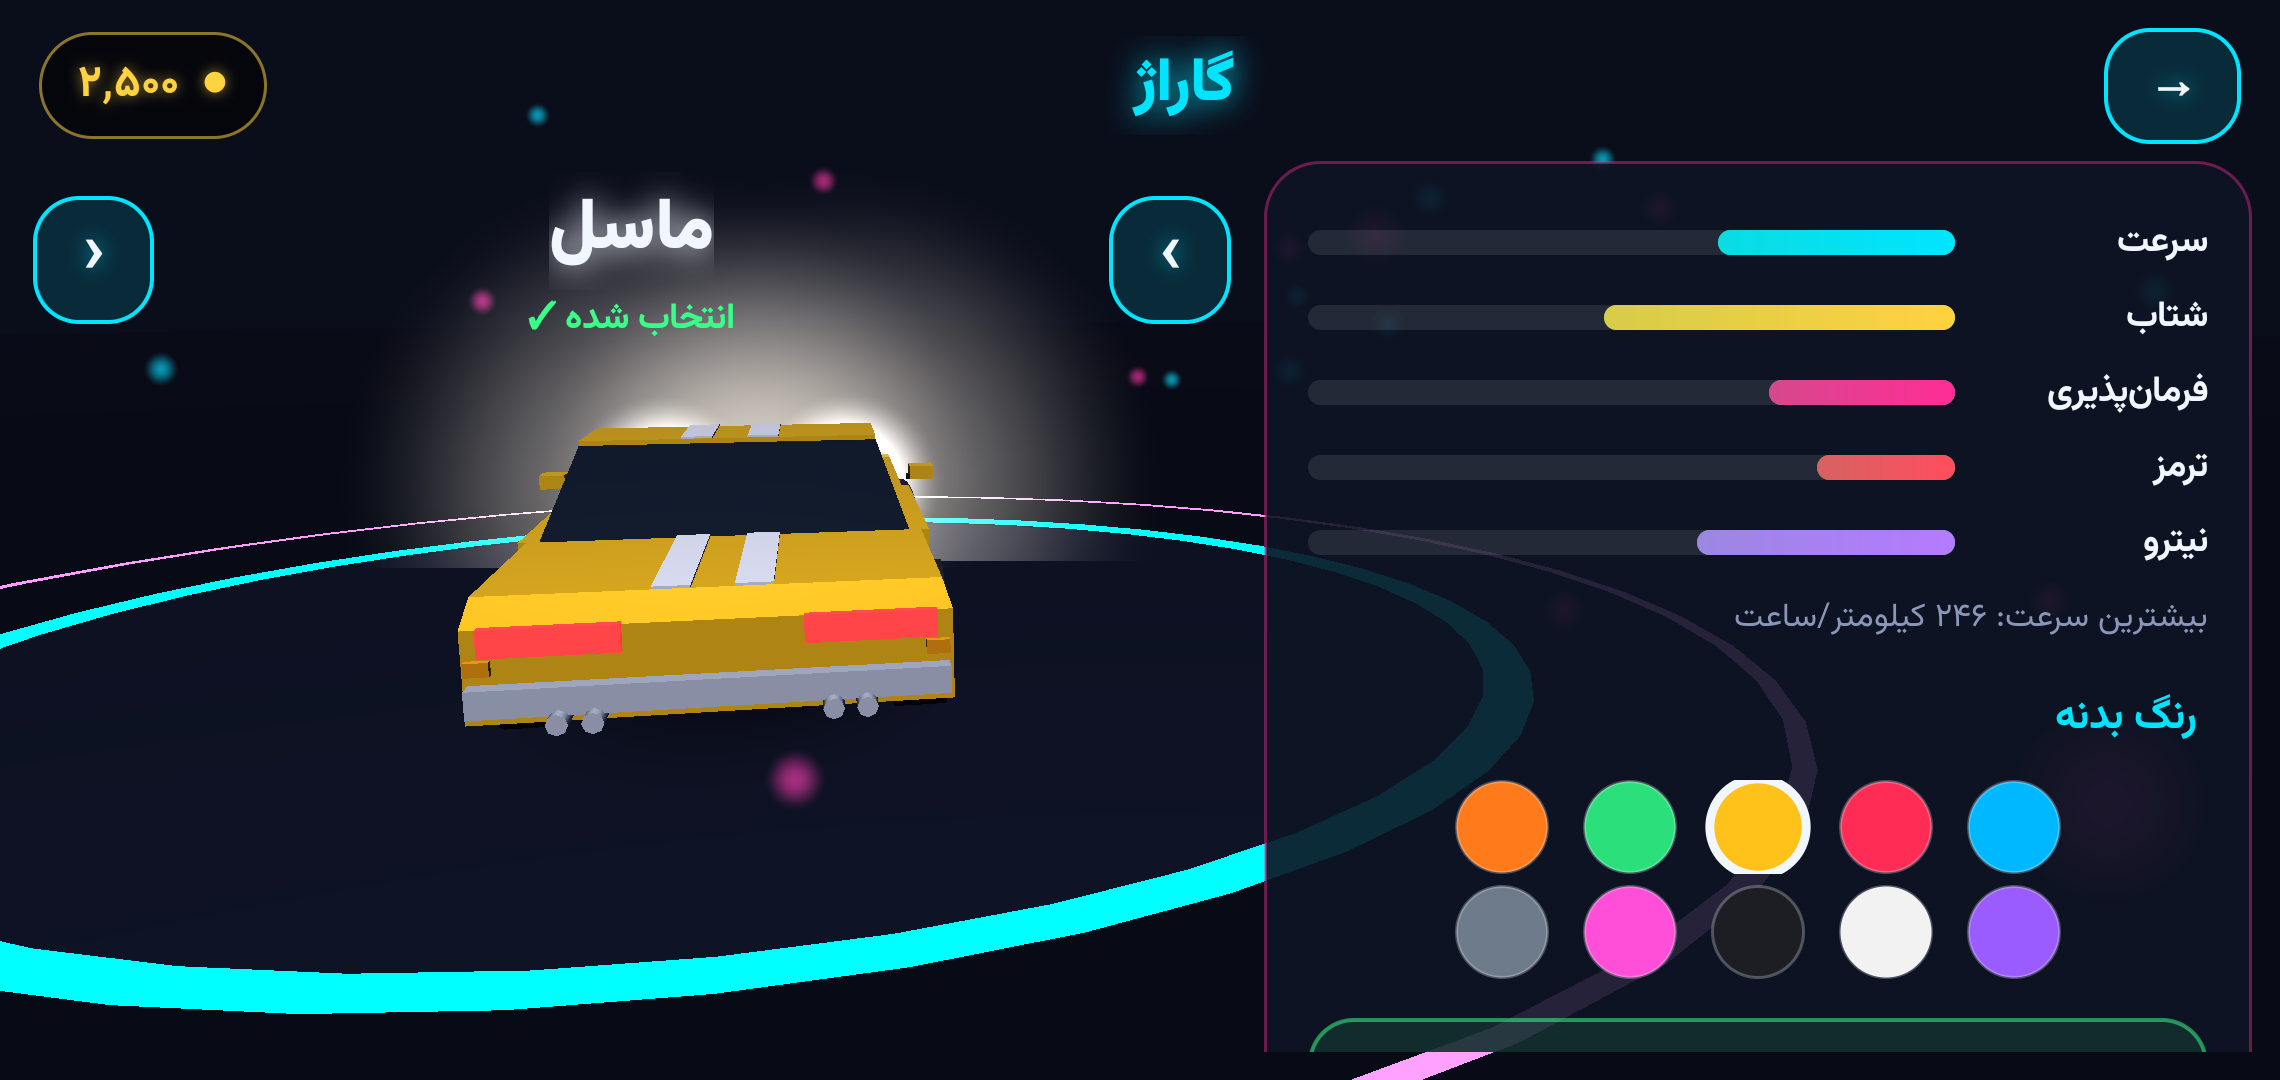 →
گاراژ
۲,۵۰۰
ماسل
انتخاب شده ✓
سرعت
شتاب
فرمان‌پذیری
ترمز
نیترو
بیشترین سرعت: ۲۴۶ کیلومتر/ساعت
رنگ بدنه